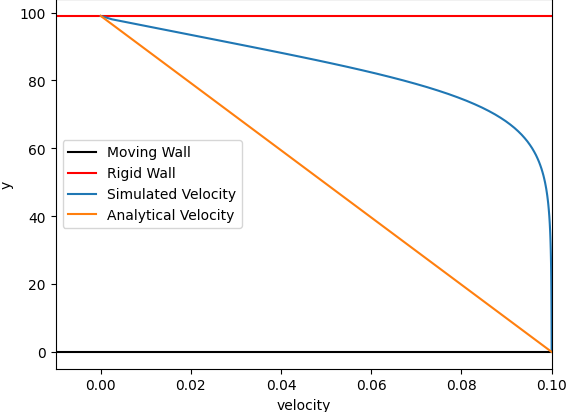 100
80
60
40
20
0
y
Moving Wall
Rigid Wall
Simulated Velocity
Analytical Velocity
0.00 0.02 0.04 0.06 0.08 0.10
velocity